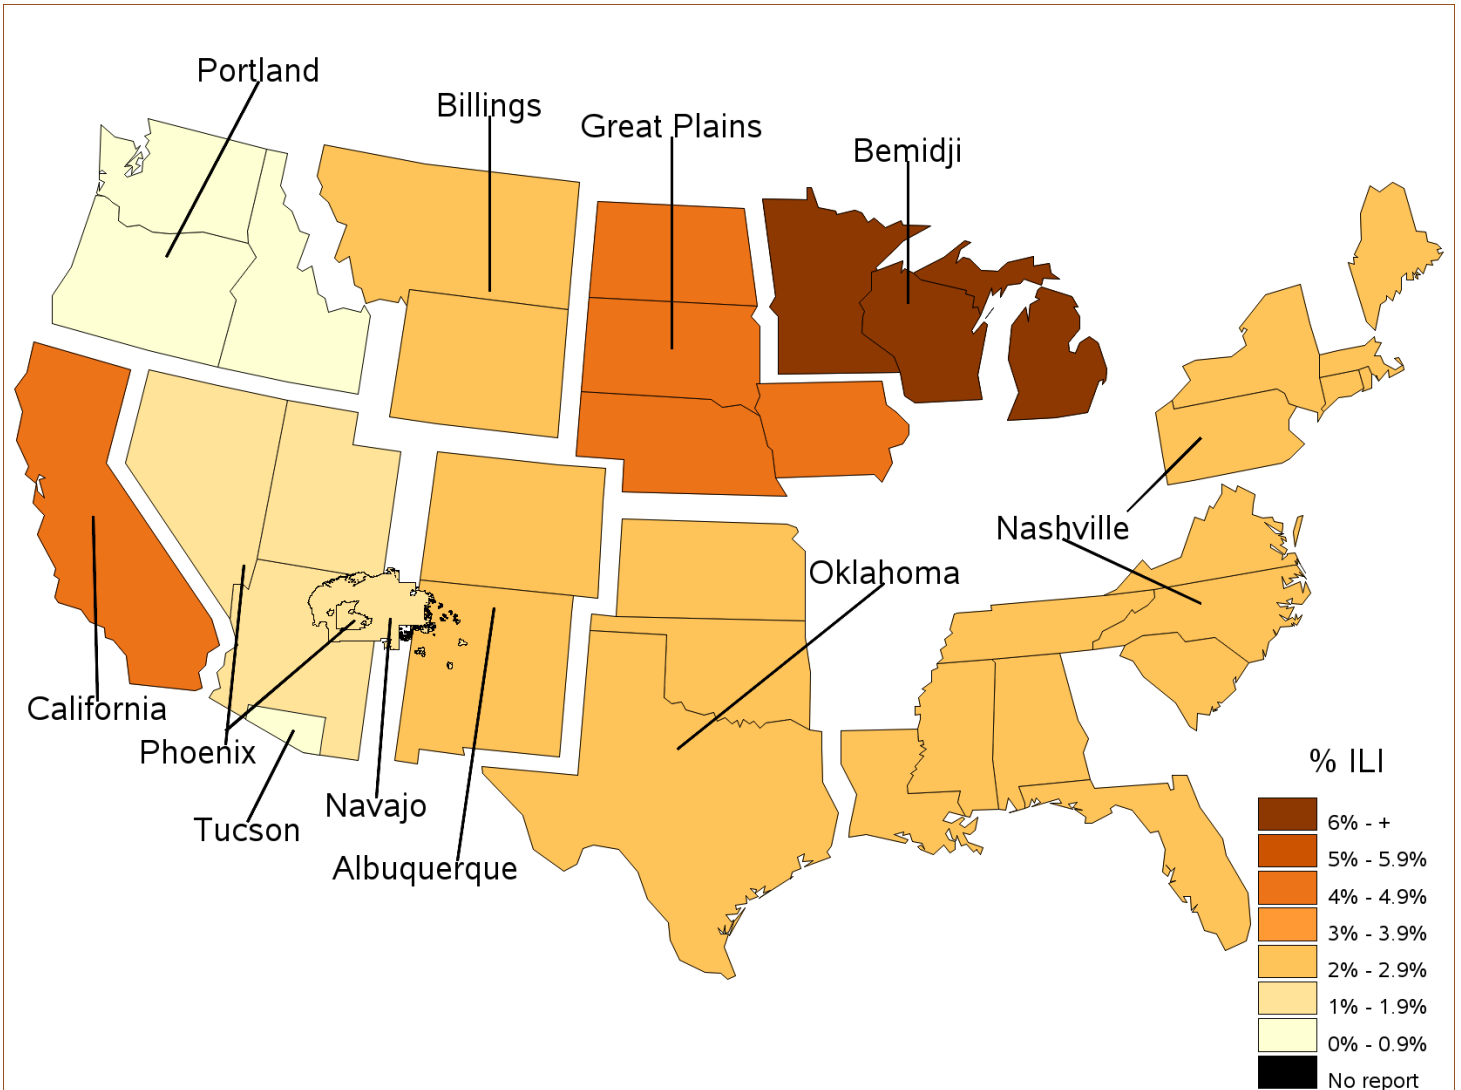 Portland
Billings
Great Plains
Bemidji
Nashville
Oklahoma
California
Phoenix
Tucson
Navajo
Albuquerque
% ILI
6% - +
5% - 5.9%
4% - 4.9%
3% - 3.9%
2% - 2.9%
1% - 1.9%
0% - 0.9%
No report